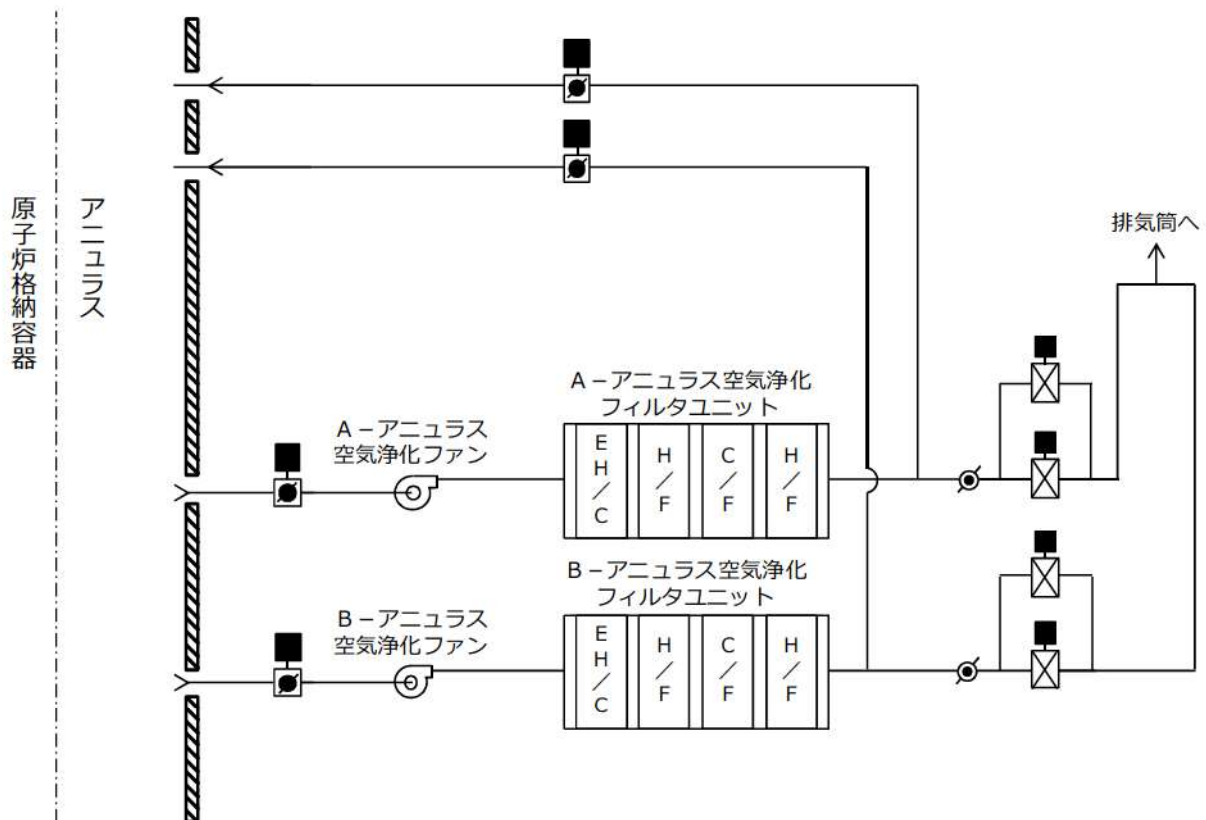 原子炉格納容器
アニュラス
排気筒へ
A－アニュラス空気浄化
フィルタユニット
A－アニュラス
空気浄化ファン
EH／C
H／F
C／F
H／F
B－アニュラス空気浄化
フィルタユニット
B－アニュラス
空気浄化ファン
EH／C
H／F
C／F
H／F